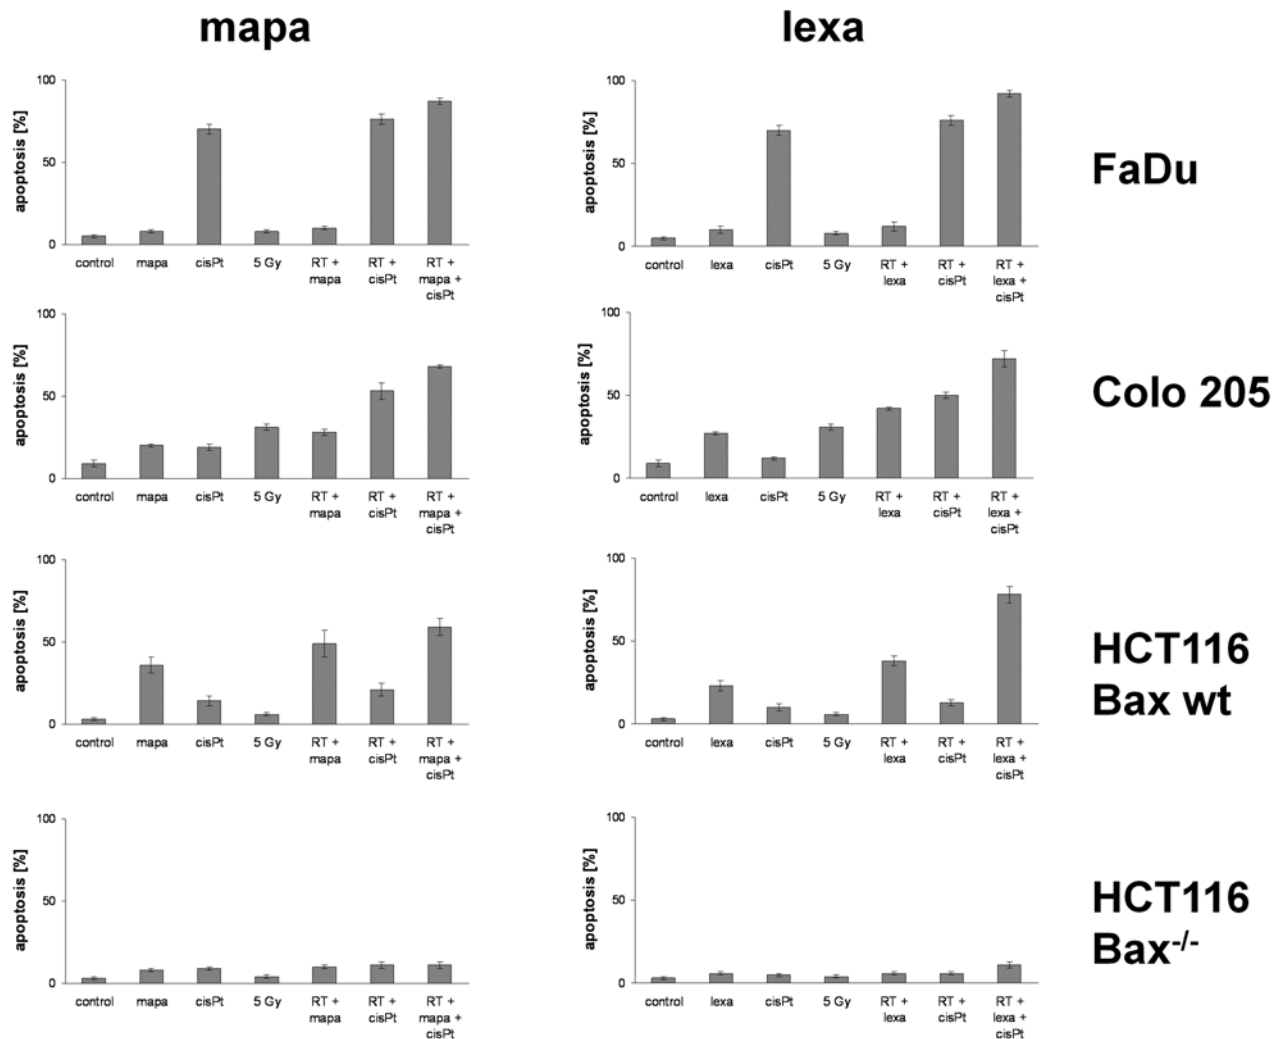 mapa
lexa
apoptosis [%]
100
50
0
control mapa cisPt 5 Gy RT + RT + RT +
mapa cisPt mapa +
cisPt
apoptosis [%]
100
50
0
control lexa cisPt 5 Gy RT + RT + RT +
lexa cisPt lexa +
cisPt
FaDu
apoptosis [%]
100
50
0
control mapa cisPt 5 Gy RT + RT + RT +
mapa cisPt mapa +
cisPt
apoptosis [%]
100
50
0
control lexa cisPt 5 Gy RT + RT + RT +
lexa cisPt lexa +
cisPt
Colo 205
apoptosis [%]
100
50
0
control mapa cisPt 5 Gy RT + RT + RT +
mapa cisPt mapa +
cisPt
apoptosis [%]
100
50
0
control lexa cisPt 5 Gy RT + RT + RT +
lexa cisPt lexa +
cisPt
HCT116
Bax wt
apoptosis [%]
100
50
0
control mapa cisPt 5 Gy RT + RT + RT +
mapa cisPt mapa +
cisPt
apoptosis [%]
100
50
0
control lexa cisPt 5 Gy RT + RT + RT +
lexa cisPt lexa +
cisPt
HCT116
Bax-/-